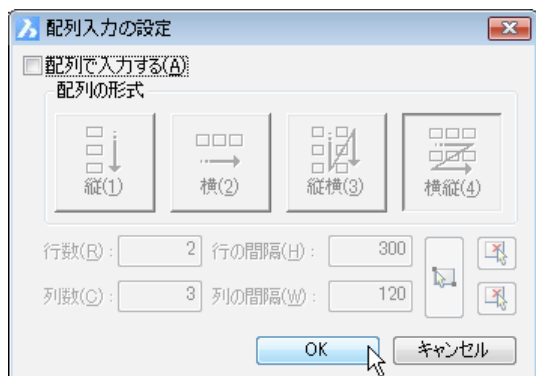 配列入力の設定
配列で入力する(A)
配列の形式
縦(1) 横(2) 縦横(3) 横縦(4)
行数(R): 2 行の間隔(H): 300
列数(C): 3 列の間隔(W): 120
OK キャンセル